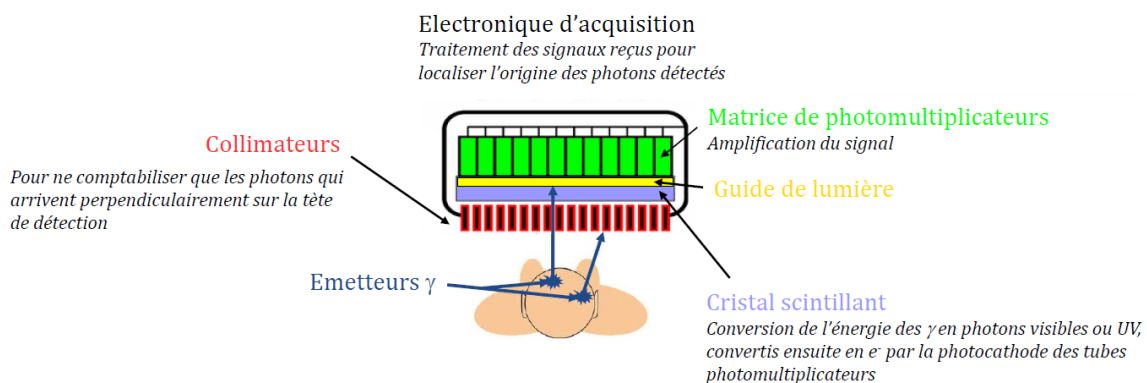 Electronique d'acquisition
Traitement des signaux reçus pour
localiser l'origine des photons détectés
Matrice de photomultiplicateurs
Amplification du signal
Collimateurs
Pour ne comptabiliser que les photons qui
arrivent perpendiculairement sur la tète
de détection
Guide de lumière
Emetteurs γ
Cristal scintillant
Conversion de l'énergie des γ en photons visibles ou UV,
convertis ensuite en e- par la photocathode des tubes
photomultiplicateurs